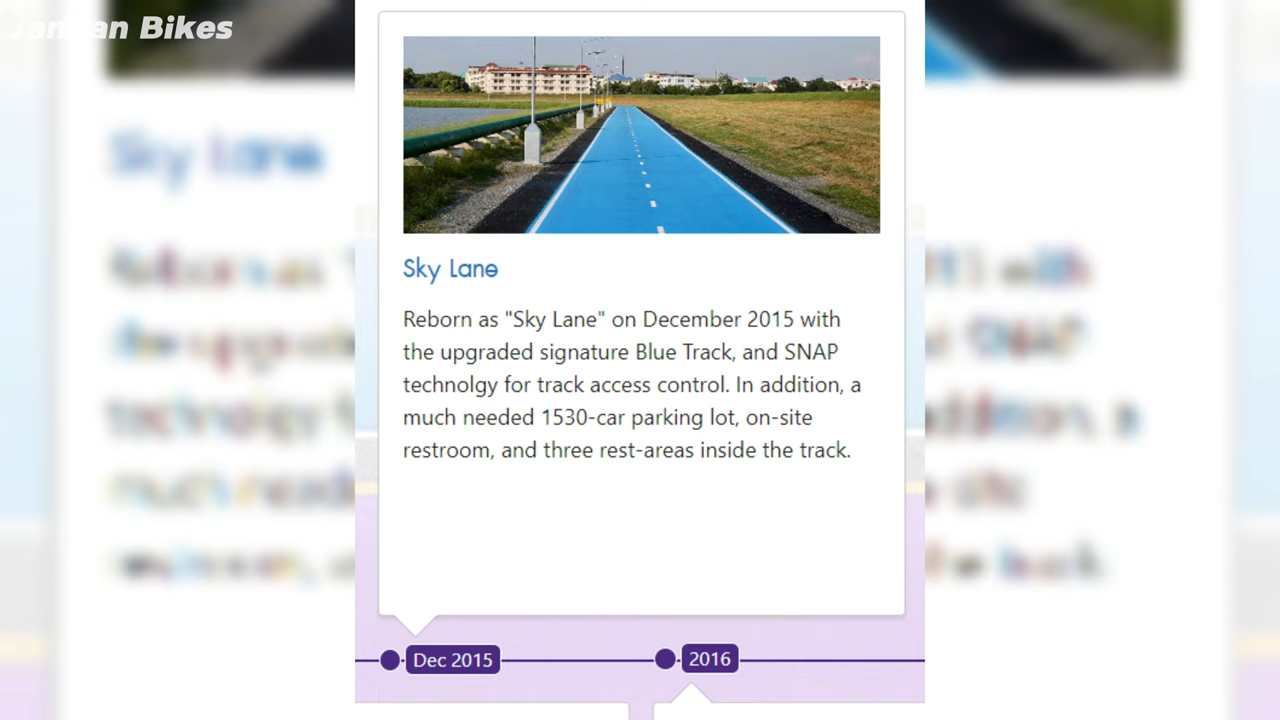 an Bikes
Sky Lane
Reborn as "Sky Lane" on December 2015 with
the upgraded signature Blue Track, and SNAP
technolgy for track access control. In addition, a
much needed 1530-car parking lot, on-site
restroom, and three rest-areas inside the track.
Dec 2015
2016